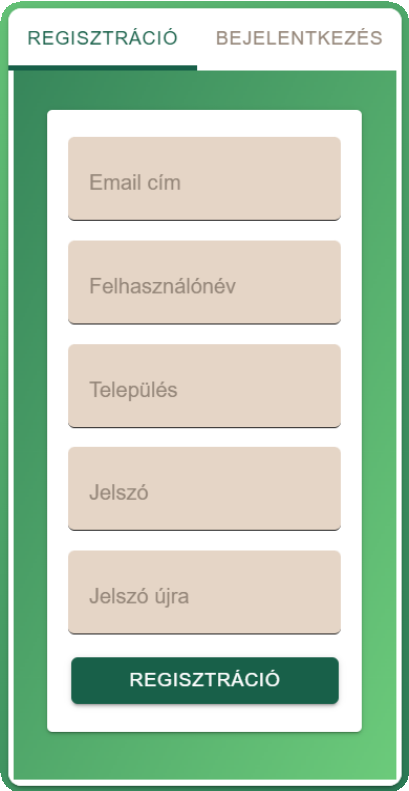 REGISZTRÁCIÓ BEJELENTKEZÉS
Email cím
Felhasználónév
Település
Jelszó
Jelszó újra
REGISZTRÁCIÓ